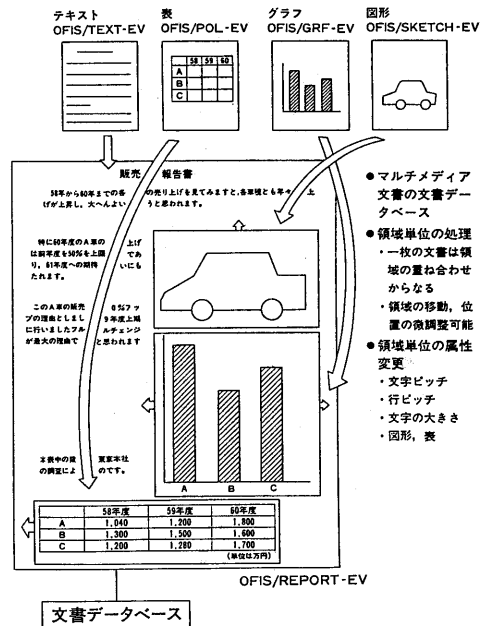 テキスト
OFIS/TEXT-EV
表
OFIS/POL-EV
グラフ
OFIS/GRF-EV
図形
OFIS/SKETCH-EV
58 59 60
A
B
C
販売 報告書
58年から60年までの各 の売り上げを見てみますと、各車種とも年々 上
げが上昇し、大へんよい と思われます。
特に60年度のA車の 上げ
は前年度を50%を上回 であ
り、61年度への期待 いにも
たれます。
このA車の販売 0%アッ
プの理由としまし 9年度上期
に行いましたフル ルチェンジ
が最大の理由で と思われます
A B C
本表中の 東京本社
の調査によ のです。
58年度 59年度 60年度
A 1,040 1,200 1,800
B 1,300 1,500 1,600
C 1,200 1,280 1,700
(単位は万円)
OFIS/REPORT-EV
文書データベース
●マルチメディア
文書の文書デー
タベース
●領域単位の処理
・一枚の文書は領
域の重ね合わせ
からなる
・領域の移動，位
置の微調整可能
●領域単位の属性
変更
・文字ピッチ
・行ピッチ
・文字の大きさ
・図形，表